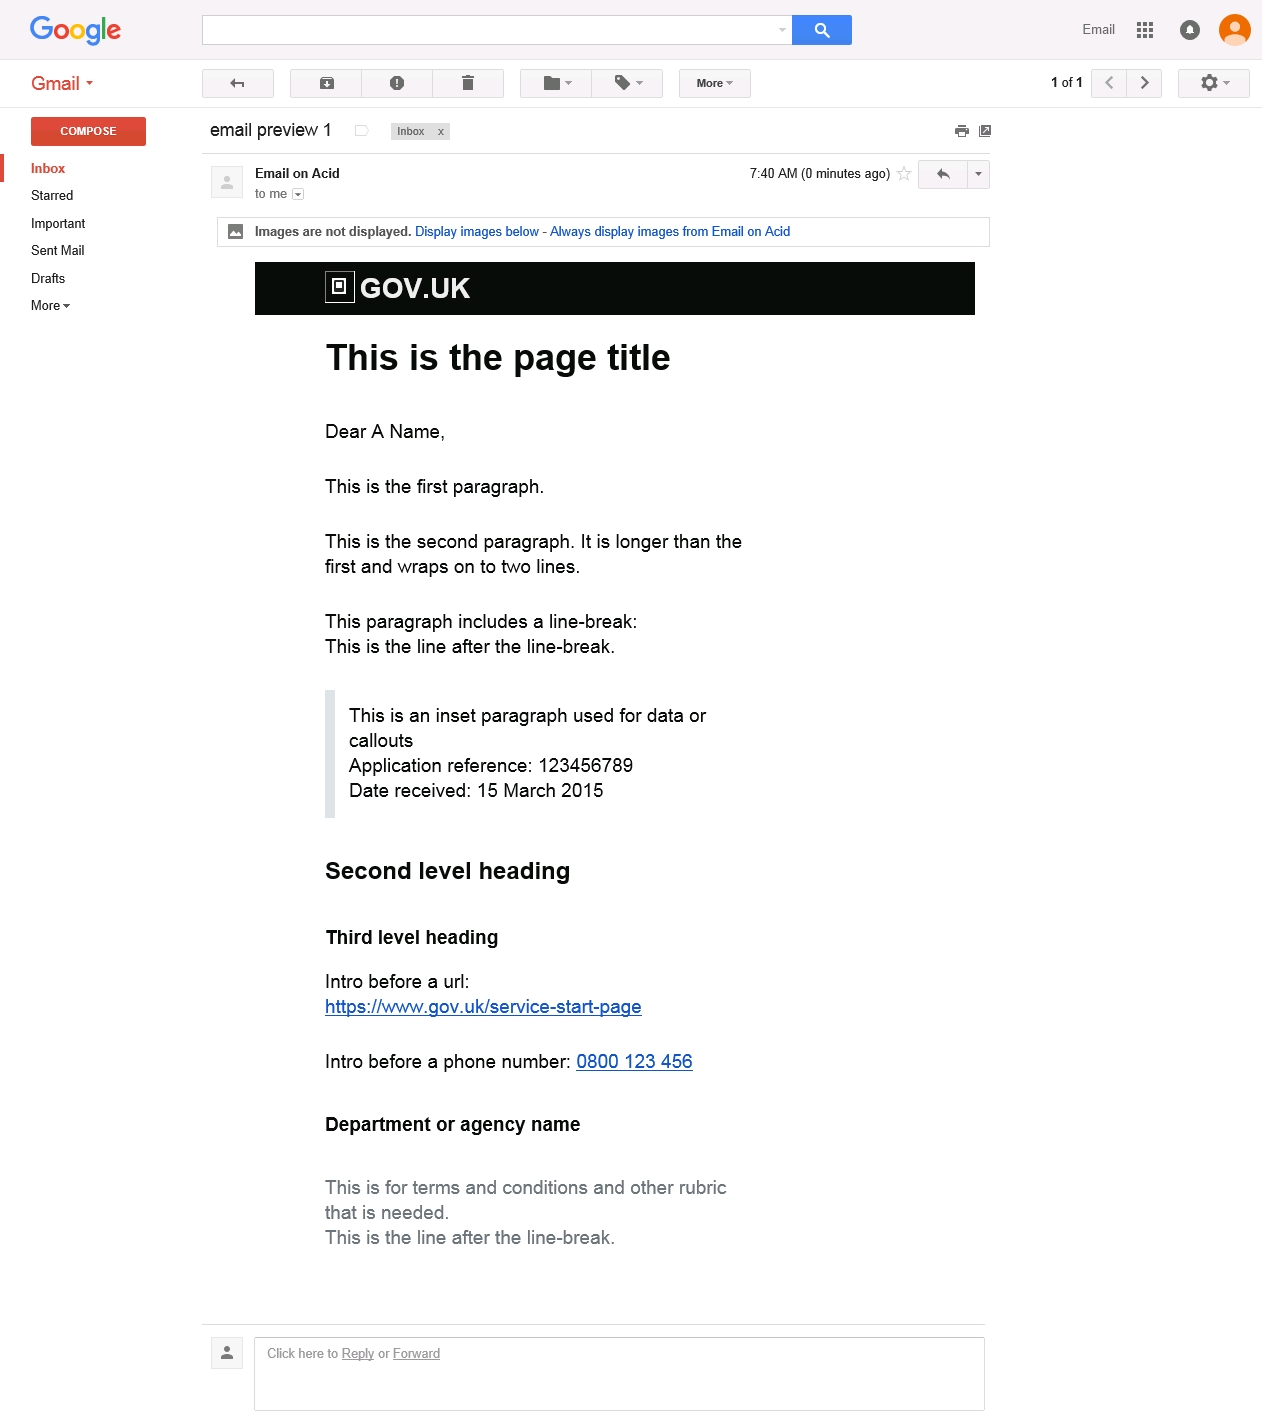 Google
Email
Gmail
More
1 of 1
COMPOSE
Inbox
Starred
Important
Sent Mail
Drafts
More
email preview 1
Inbox x
Email on Acid
7:40 AM (0 minutes ago)
to me
Images are not displayed. Display images below - Always display images from Email on Acid
GOV.UK
This is the page title
Dear A Name,
This is the first paragraph.
This is the second paragraph. It is longer than the
first and wraps on to two lines.
This paragraph includes a line-break:
This is the line after the line-break.
This is an inset paragraph used for data or
callouts
Application reference: 123456789
Date received: 15 March 2015
Second level heading
Third level heading
Intro before a url:
https://www.gov.uk/service-start-page
Intro before a phone number: 0800 123 456
Department or agency name
This is for terms and conditions and other rubric
that is needed.
This is the line after the line-break.
Click here to Reply or Forward